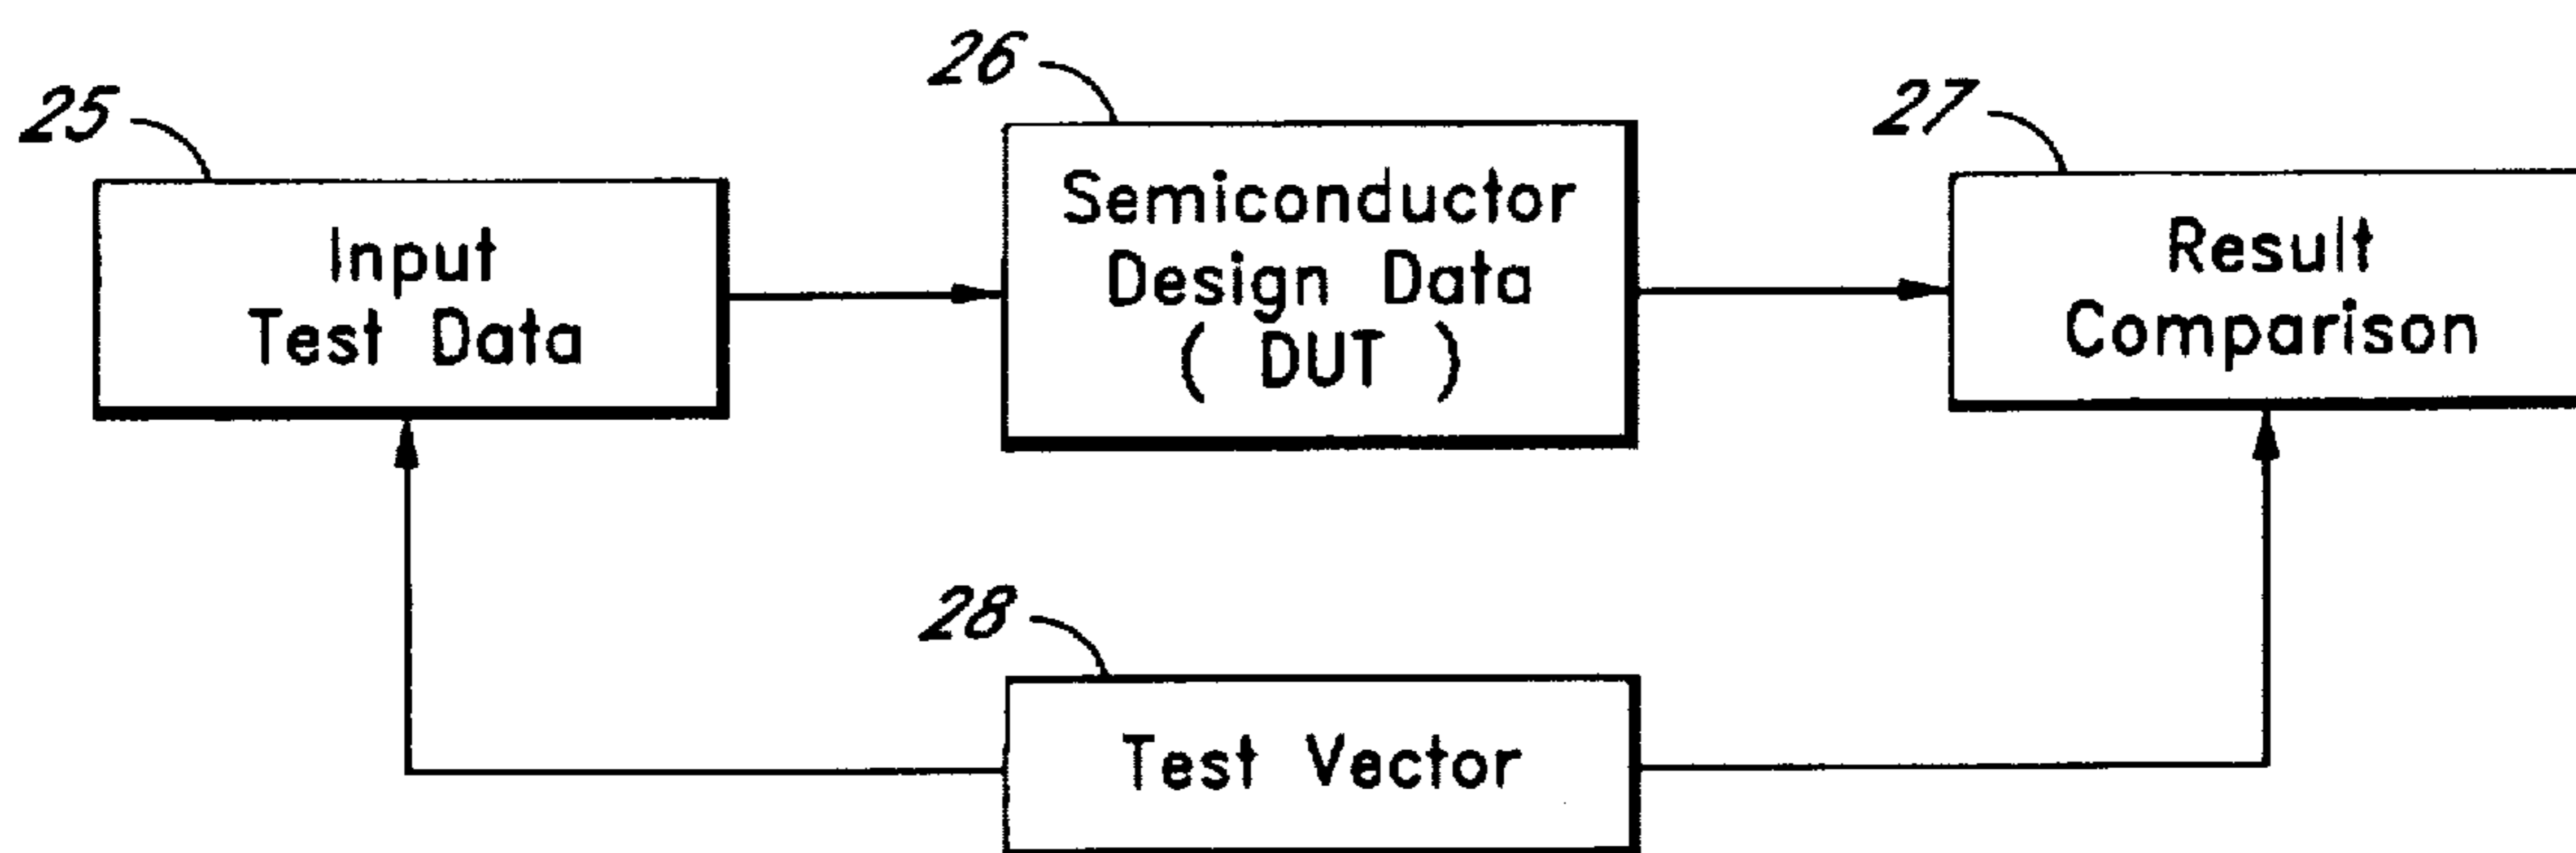 25
Input
Test Data
26
Semiconductor
Design Data
( DUT )
27
Result
Comparison
28
Test Vector